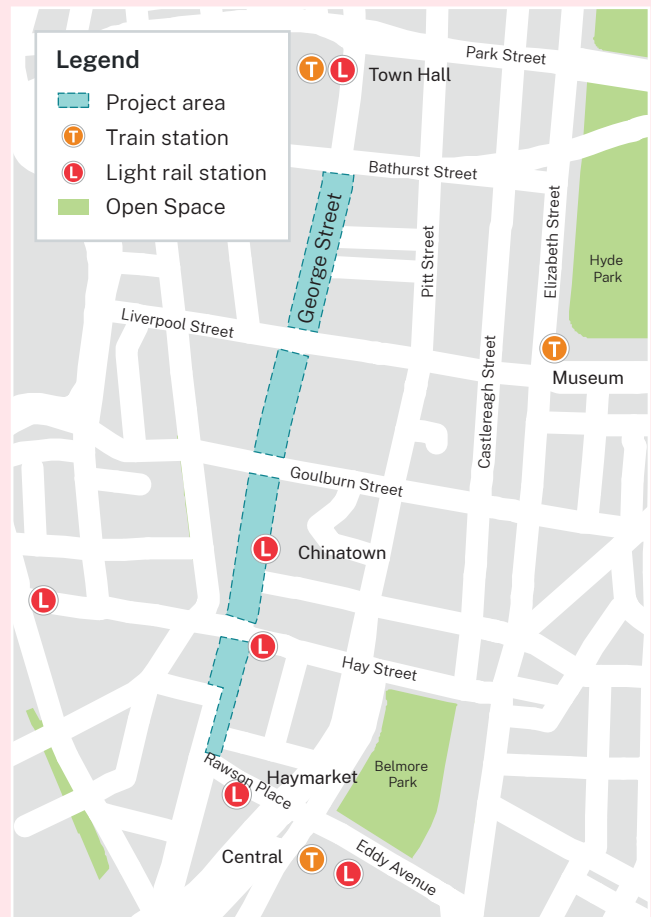 Legend
Project area
T
Train station
L
Light rail station
Open Space
T
L
Town Hall
Park Street
Bathurst Street
George Street
Pitt Street
Elizabeth Street
Hyde
Park
Liverpool Street
Castlereagh Street
T
Museum
Goulburn Street
L
Chinatown
L
L
Hay Street
Rawson Place
Haymarket
L
Belmore
Park
Central
T
L
Eddy Avenue